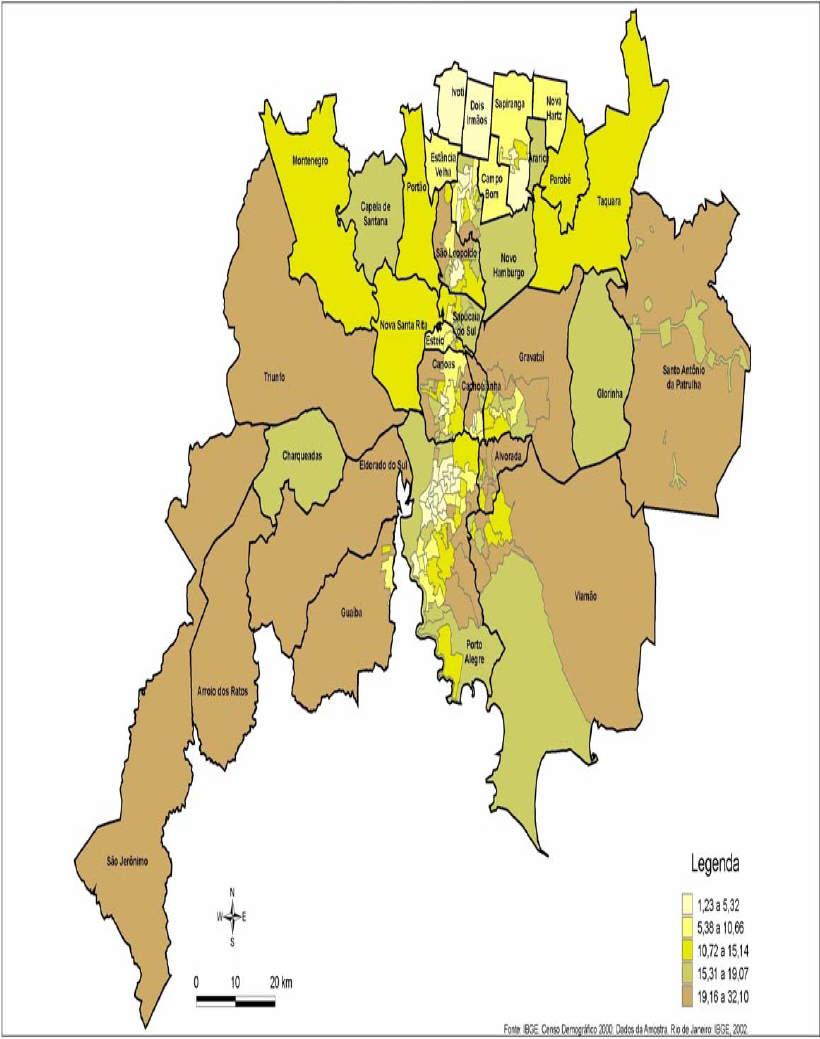 Ivoti
Dois
Irmãos
Sapiranga
Nova
Hartz
Montenegro
Estância
Velha
Araricá
Portão
Campo
Bom
Parobé
Capela de
Santana
Taquara
São Leopoldo
Novo
Hamburgo
Nova Santa Rita
Sapucaia
do Sul
Esteio
Gravataí
Canoas
Triunfo
Cachoeirinha
Santo Antônio
da Patrulha
Glorinha
Charqueadas
Eldorado do Sul
Alvorada
Viamão
Guaíba
Porto
Alegre
Arroio dos Ratos
São Jerônimo
Legenda
1,23 a 5,32
5,38 a 10,66
10,72 a 15,14
15,31 a 19,07
19,16 a 32,10
N
W
E
S
0 10 20 km
Fonte: IBGE. Censo Demográfico 2000: Dados da Amostra. Rio de Janeiro: IBGE, 2002.